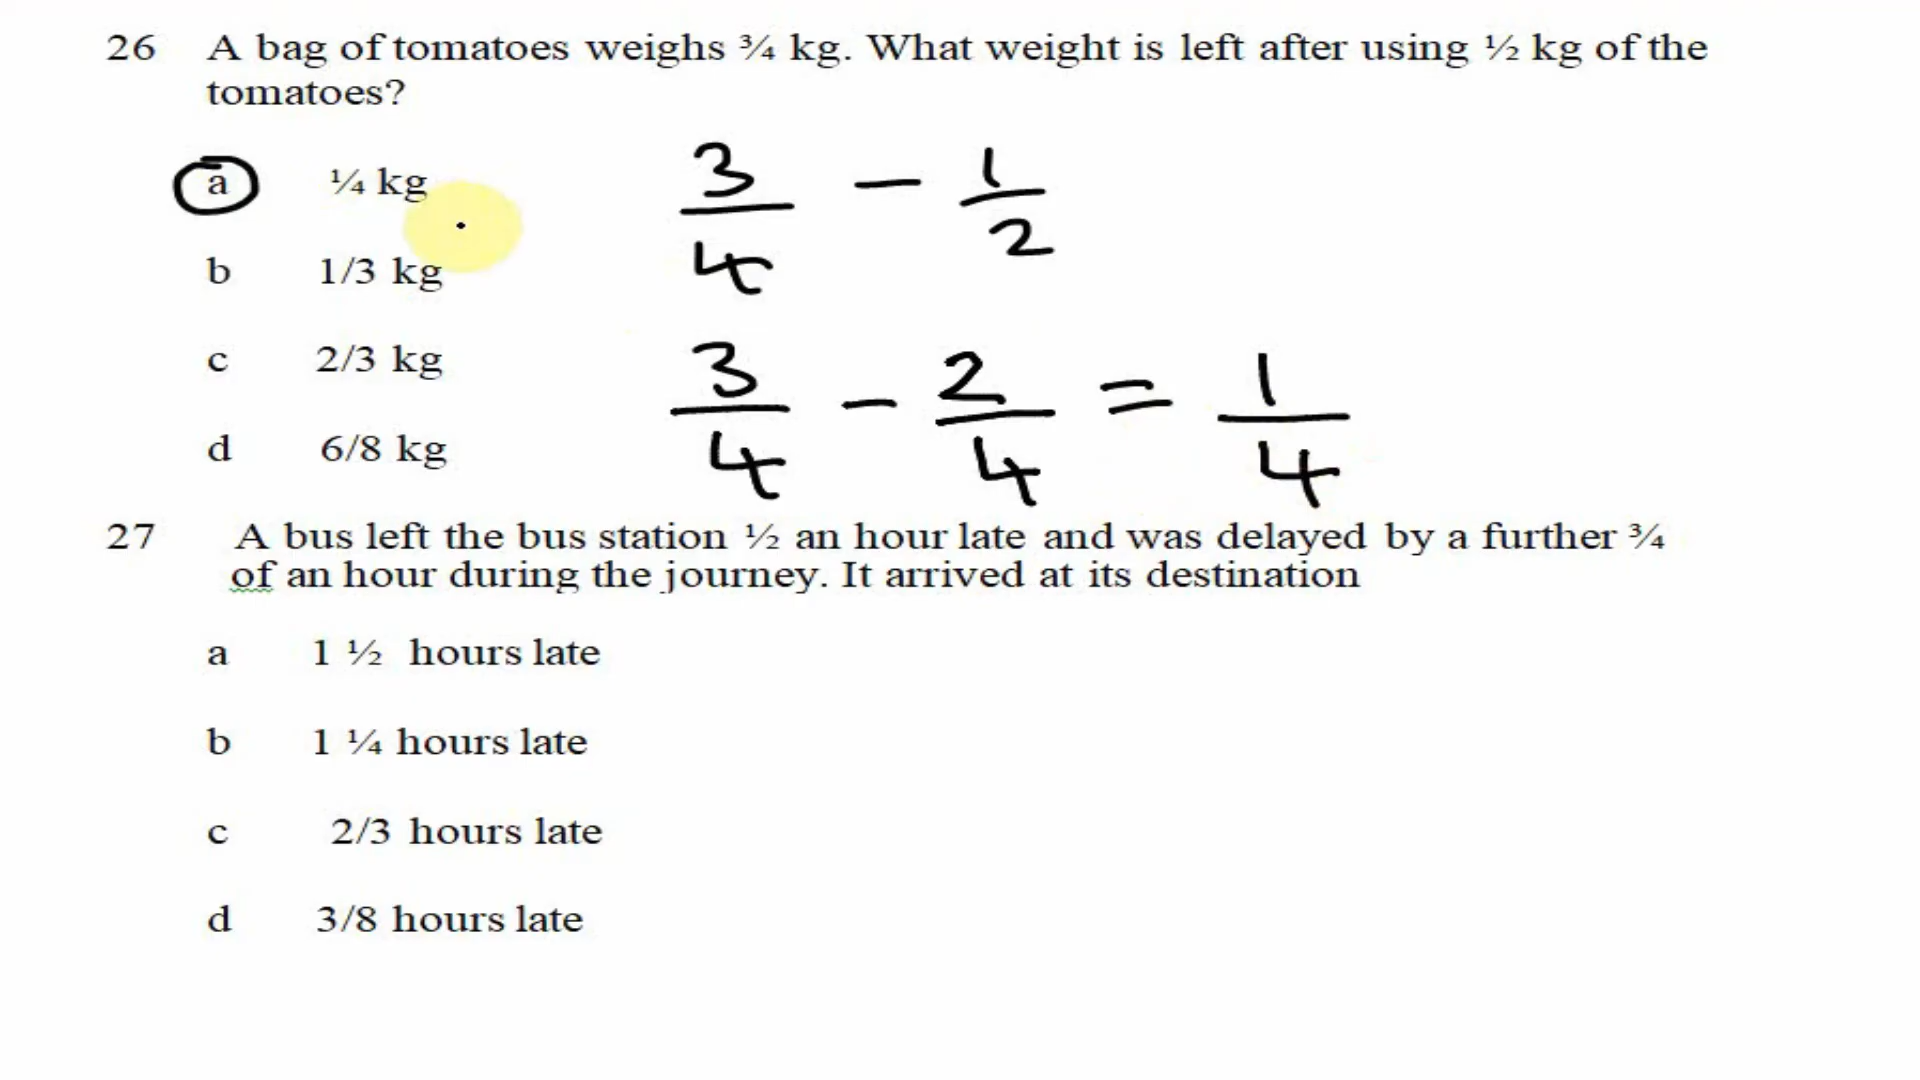 26 A bag of tomatoes weighs ¾ kg. What weight is left after using ½ kg of the
tomatoes?
a ¼ kg
3/4 - 1/2
b 1/3 kg
c 2/3 kg
3/4 - 2/4 = 1/4
d 6/8 kg
27 A bus left the bus station ½ an hour late and was delayed by a further ¾
of an hour during the journey. It arrived at its destination
a 1 ½ hours late
b 1 ¼ hours late
c 2/3 hours late
d 3/8 hours late